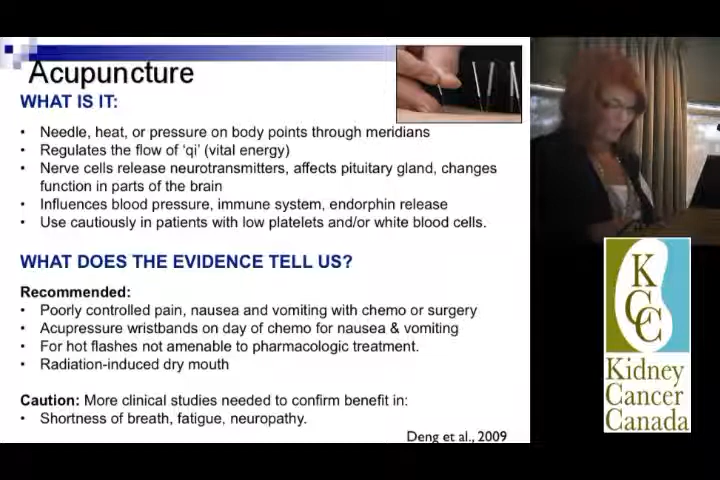 Acupuncture
WHAT IS IT:
• Needle, heat, or pressure on body points through meridians
• Regulates the flow of 'qi' (vital energy)
• Nerve cells release neurotransmitters, affects pituitary gland, changes
function in parts of the brain
• Influences blood pressure, immune system, endorphin release
• Use cautiously in patients with low platelets and/or white blood cells.
WHAT DOES THE EVIDENCE TELL US?
Recommended:
• Poorly controlled pain, nausea and vomiting with chemo or surgery
• Acupressure wristbands on day of chemo for nausea & vomiting
• For hot flashes not amenable to pharmacologic treatment.
• Radiation-induced dry mouth
Caution: More clinical studies needed to confirm benefit in:
• Shortness of breath, fatigue, neuropathy.
Deng et al., 2009
K
C
C
Kidney
Cancer
Canada